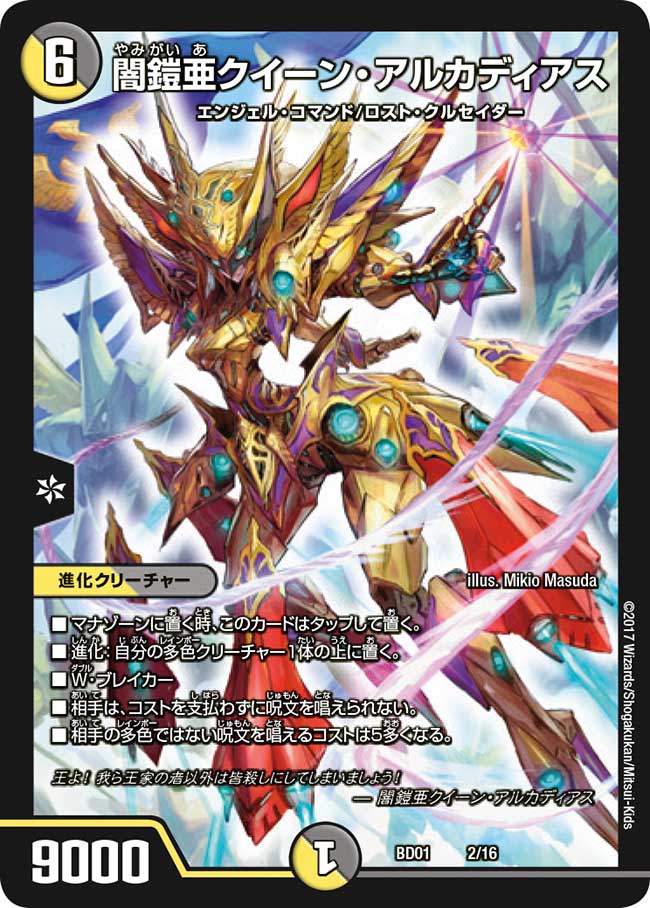 6
やみがい あ
闇鎧亜クイーン・アルカディアス
エンジェル・コマンド/ロスト・クルセイダー
進化クリーチャー
illus. Mikio Masuda
■マナゾーンに置く時、このカードはタップして置く。
■進化:自分の多色クリーチャー1体の上に置く。
■W・ブレイカー
■相手は、コストを支払わずに呪文を唱えられない。
■相手の多色ではない呪文を唱えるコストは5多くなる。
王よ!我ら王家の者以外は皆殺しにしてしまいましょう!
― 闇鎧亜クイーン・アルカディアス
9000
1
BD01 2/16
©2017 Wizards/Shogakukan/Mitsui-Kids